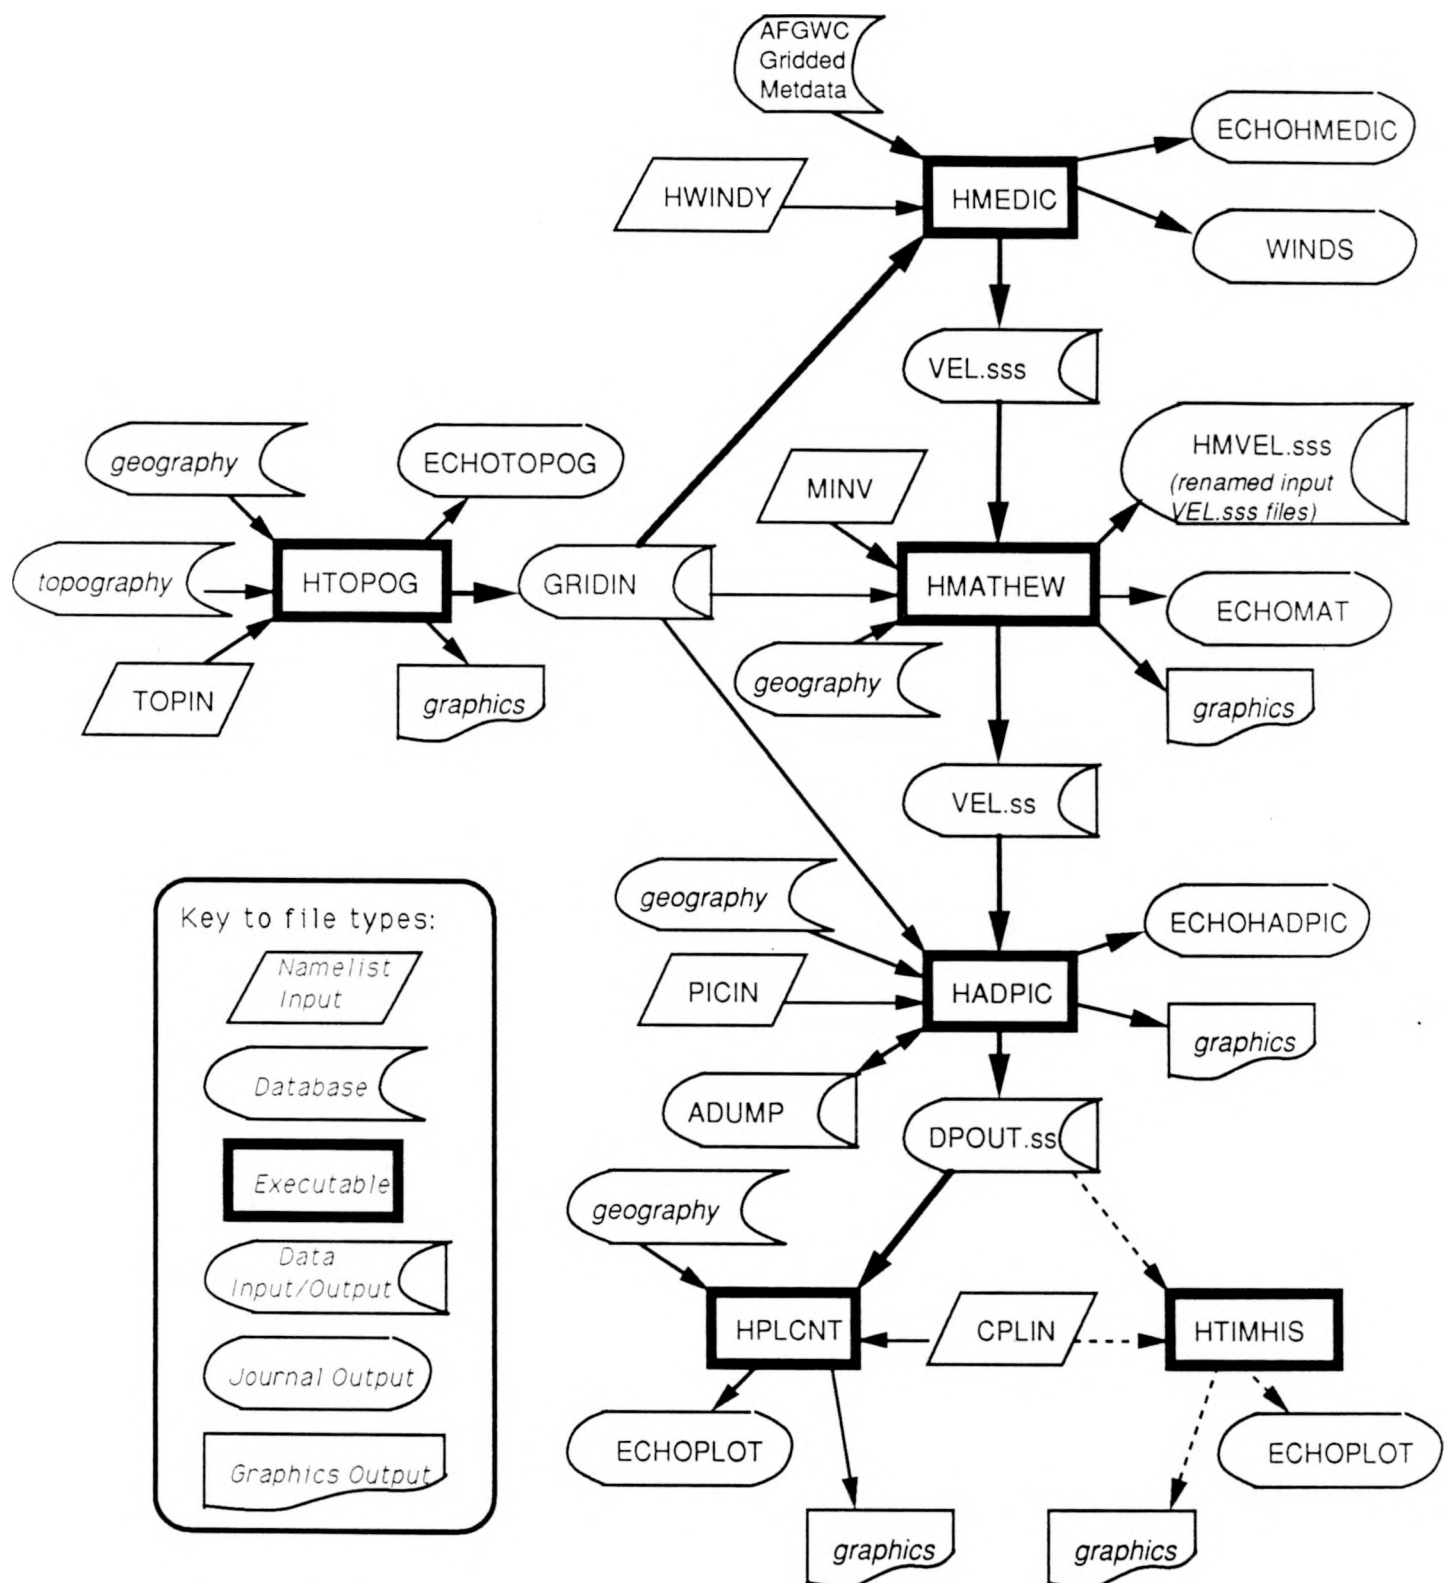 AFGWC
Gridded
Metdata
ECHOHMEDIC
HWINDY
HMEDIC
WINDS
VEL.sss
geography
ECHOTOPOG
MINV
HMVEL.sss
(renamed input
VEL.sss files)
topography
HTOPOG
GRIDIN
HMATHEW
ECHOMAT
TOPIN
graphics
geography
graphics
VEL.ss
geography
ECHOHADPIC
PICIN
HADPIC
graphics
ADUMP
DPOUT.ss
geography
HPLCNT
CPLIN
HTIMHIS
ECHOPLOT
ECHOPLOT
graphics
graphics
Key to file types:
Namelist
Input
Database
Executable
Data
Input/Output
Journal Output
Graphics Output